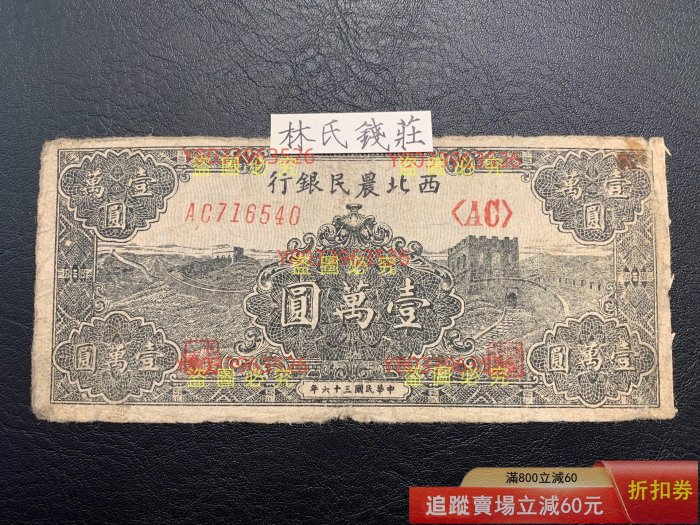 林氏錢莊
行銀民農北西
AC716540
〈AC〉
壹萬圓
壹萬圓
圓萬壹
壹萬圓
圓萬壹
年六十三國民華中
盜圖必究
盜圖必究
盜圖必究
盜圖必究
盜圖必究
滿800立減60
追蹤賣場立減60元
折扣券